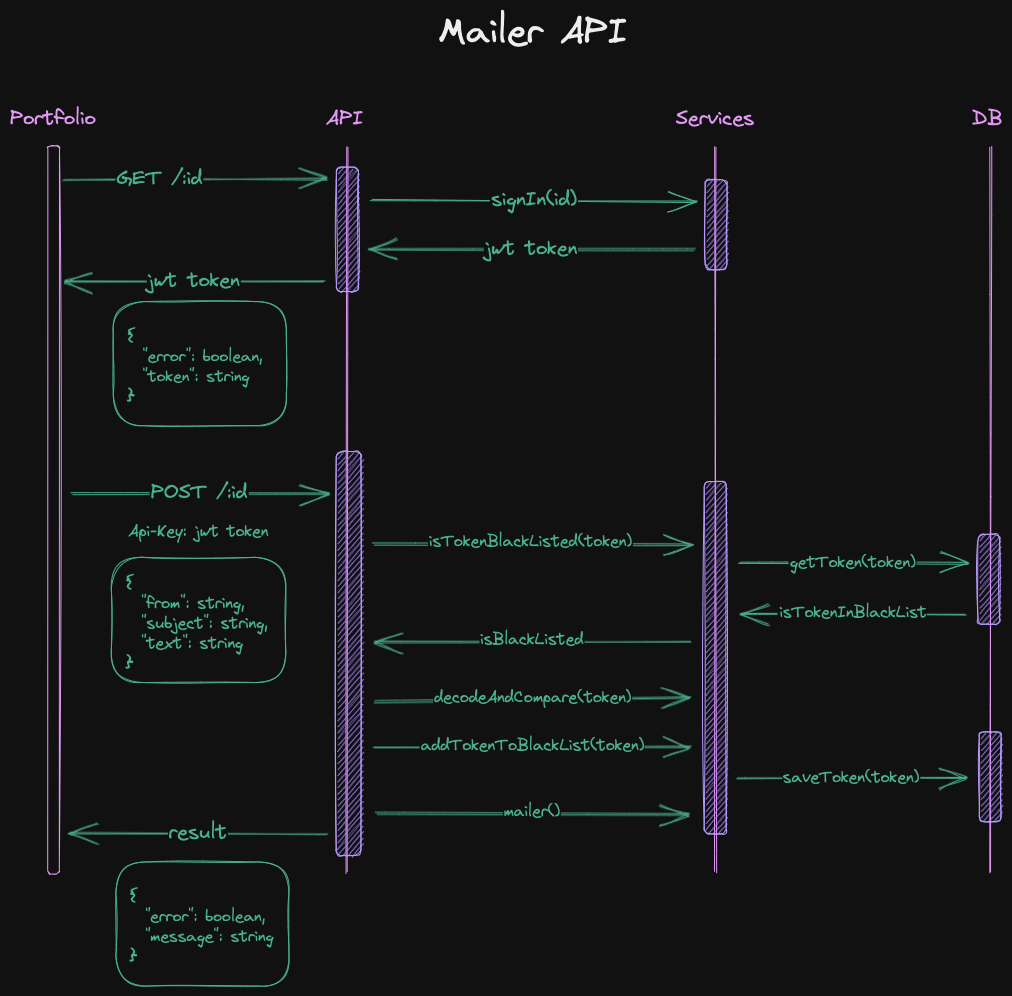 Mailer API
Portfolio
API
Services
DB
GET /:id
signIn(id)
jwt token
jwt token
{
"error": boolean,
"token": string
}
POST /:id
Api-Key: jwt token
isTokenBlackListed(token)
getToken(token)
{
"from": string,
"subject": string,
"text": string
}
isTokenInBlackList
isBlackListed
decodeAndCompare(token)
addTokenToBlackList(token)
saveToken(token)
mailer()
result
{
"error": boolean,
"message": string
}